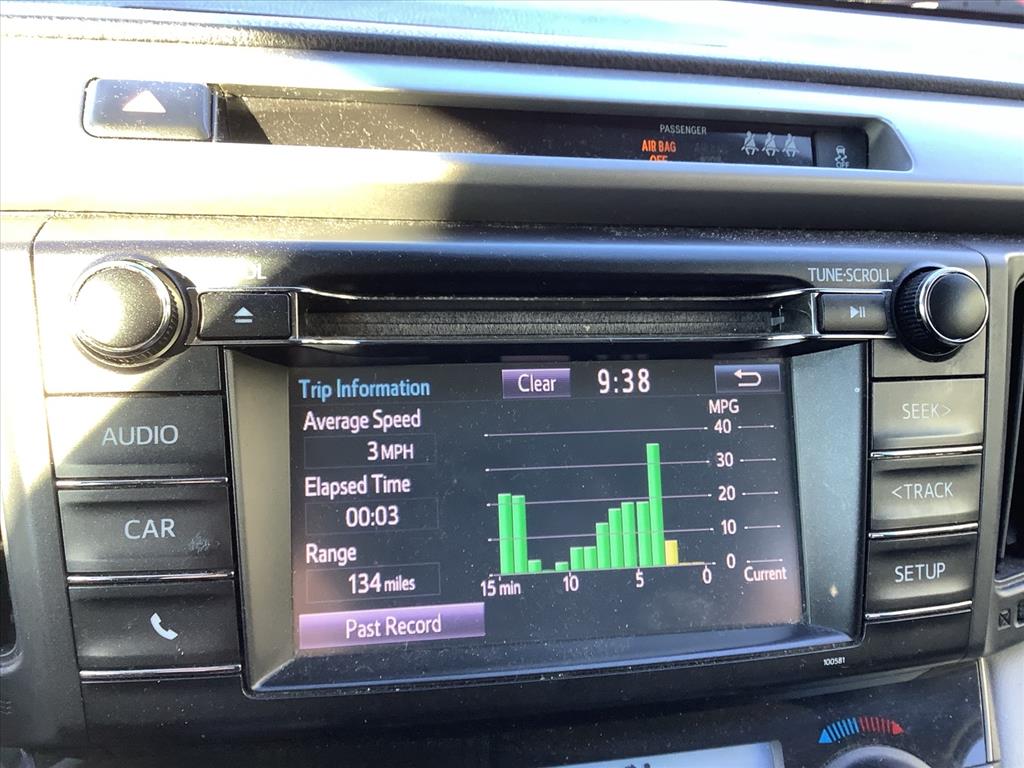 PASSENGER
AIR BAG
OFF
OFF
TUNE·SCROLL
AUDIO
CAR
SEEK>
<TRACK
SETUP
Trip Information
Clear
9:38
Average Speed
3 MPH
Elapsed Time
00:03
Range
134 miles
Past Record
MPG
40
30
20
10
0
15 min
10
5
0
Current
100581